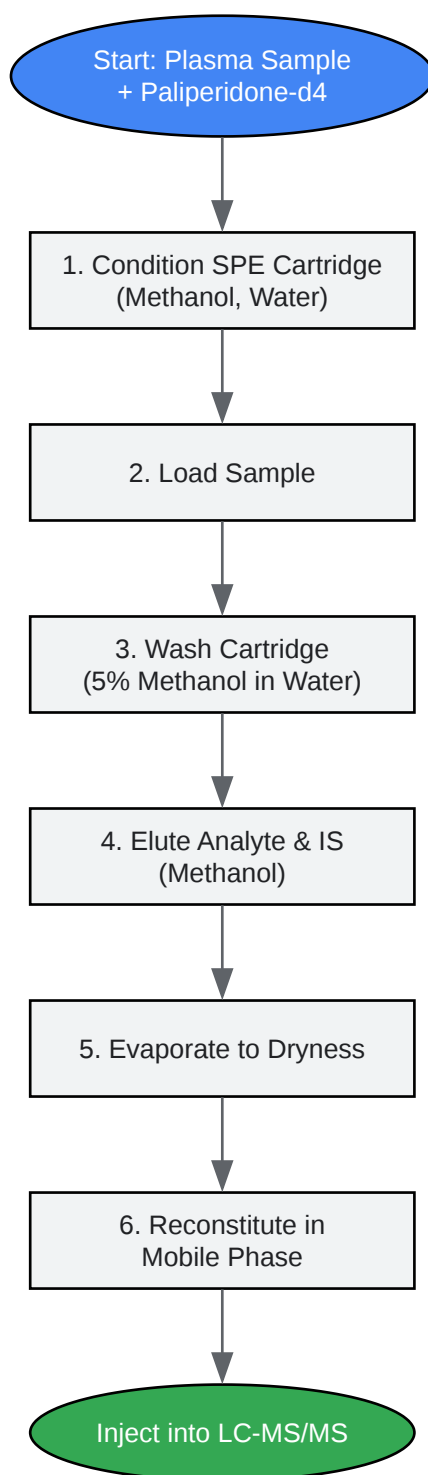 Start: Plasma Sample
+ Paliperidone-d4
1. Condition SPE Cartridge
(Methanol, Water)
2. Load Sample
3. Wash Cartridge
(5% Methanol in Water)
4. Elute Analyte & IS
(Methanol)
5. Evaporate to Dryness
6. Reconstitute in
Mobile Phase
Inject into LC-MS/MS